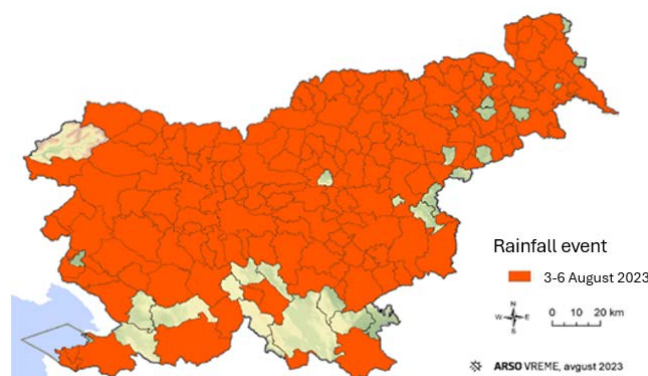 Rainfall event
3-6 August 2023
N
W E
S
0 10 20 km
ARSO VREME, avgust 2023